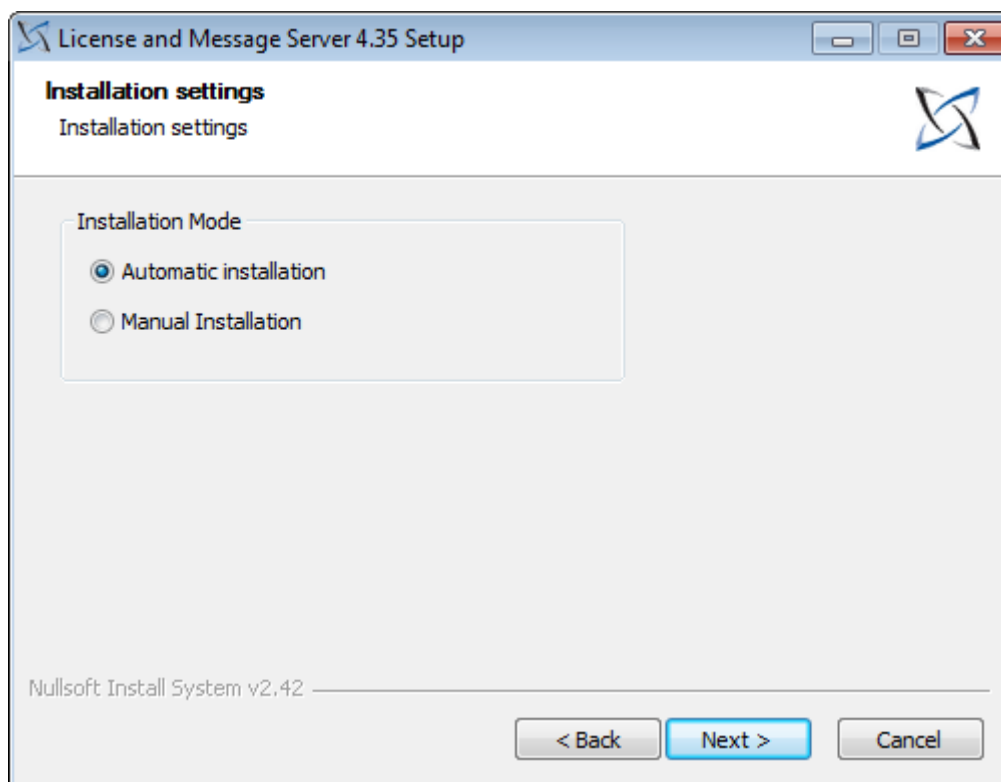 License and Message Server 4.35 Setup
Installation settings
Installation settings
Installation Mode
Automatic installation
Manual Installation
Nullsoft Install System v2.42
< Back
Next >
Cancel